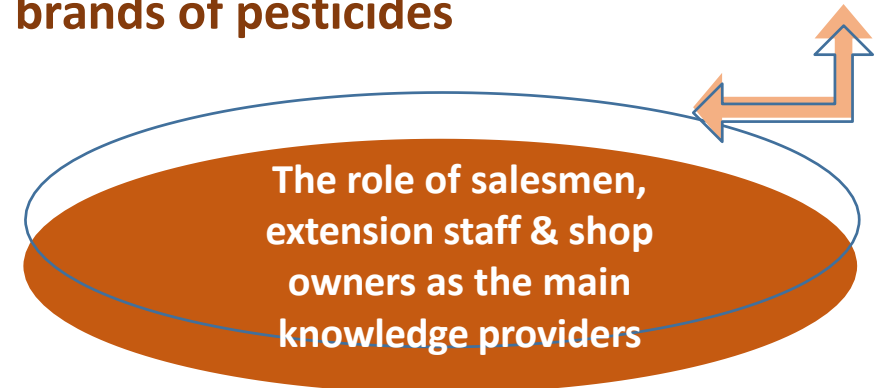 brands of pesticides
The role of salesmen,
extension staff & shop
owners as the main
knowledge providers